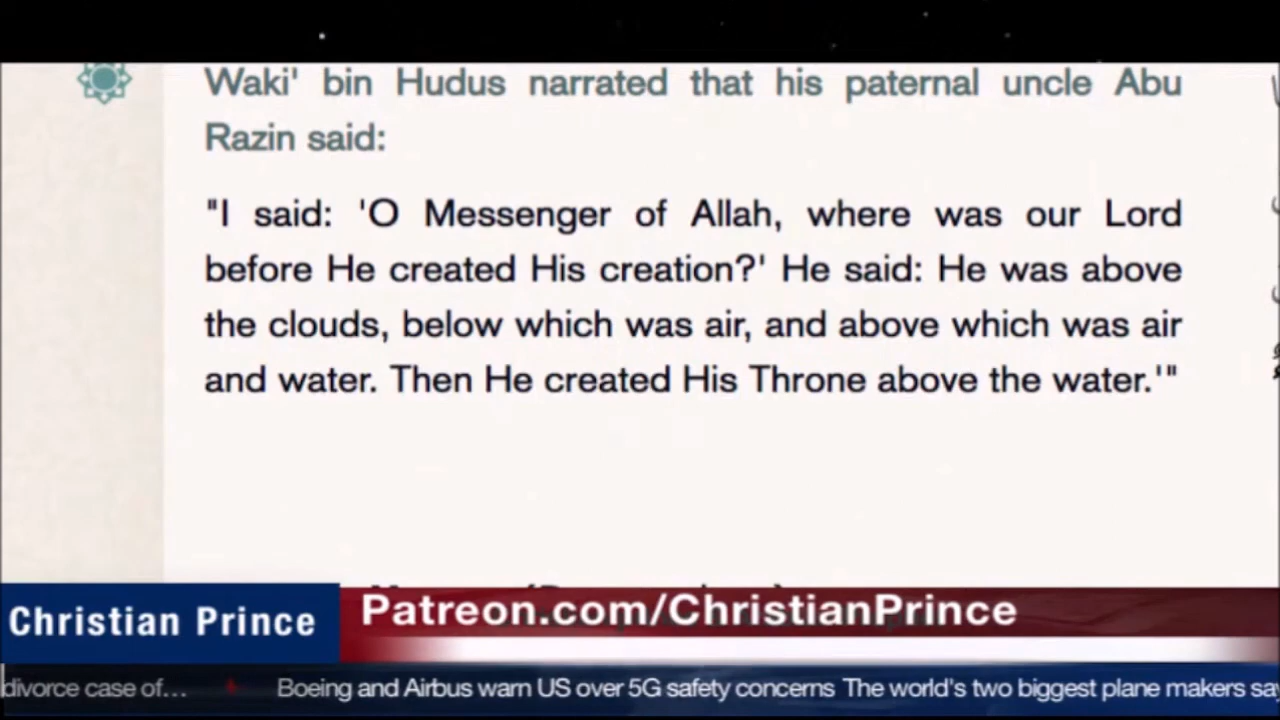 Waki' bin Hudus narrated that his paternal uncle Abu
Razin said:
"I said: 'O Messenger of Allah, where was our Lord
before He created His creation?' He said: He was above
the clouds, below which was air, and above which was air
and water. Then He created His Throne above the water.'"
Christian Prince
Patreon.com/ChristianPrince
divorce case of... Boeing and Airbus warn US over 5G safety concerns The world's two biggest plane makers say